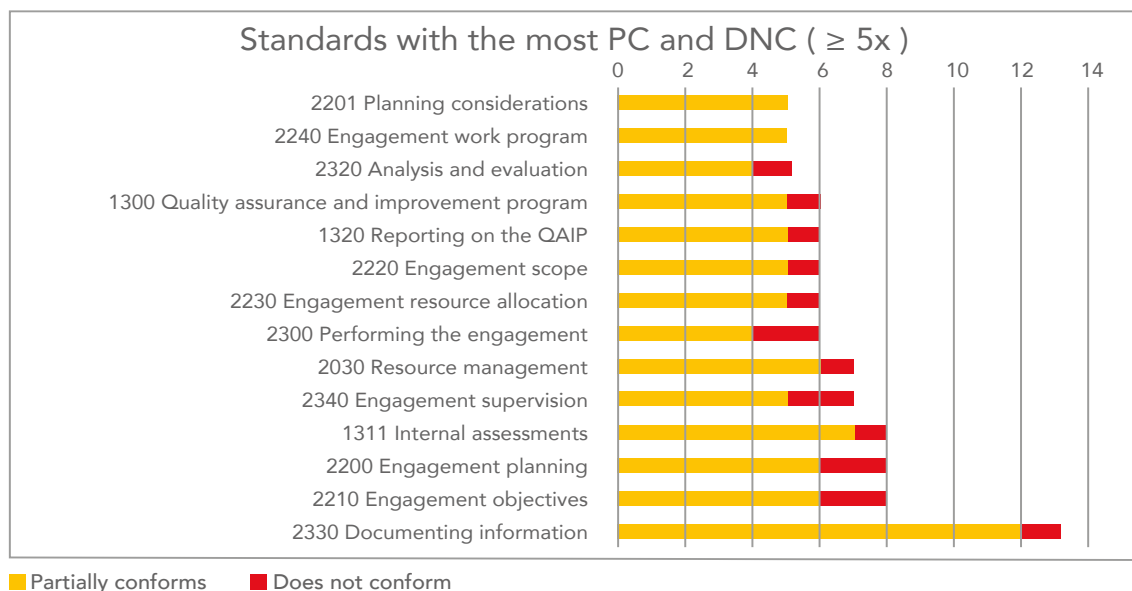 Standards with the most PC and DNC ( ≥ 5x )
0 2 4 6 8 10 12 14
2201 Planning considerations
2240 Engagement work program
2320 Analysis and evaluation
1300 Quality assurance and improvement program
1320 Reporting on the QAIP
2220 Engagement scope
2230 Engagement resource allocation
2300 Performing the engagement
2030 Resource management
2340 Engagement supervision
1311 Internal assessments
2200 Engagement planning
2210 Engagement objectives
2330 Documenting information
Partially conforms Does not conform